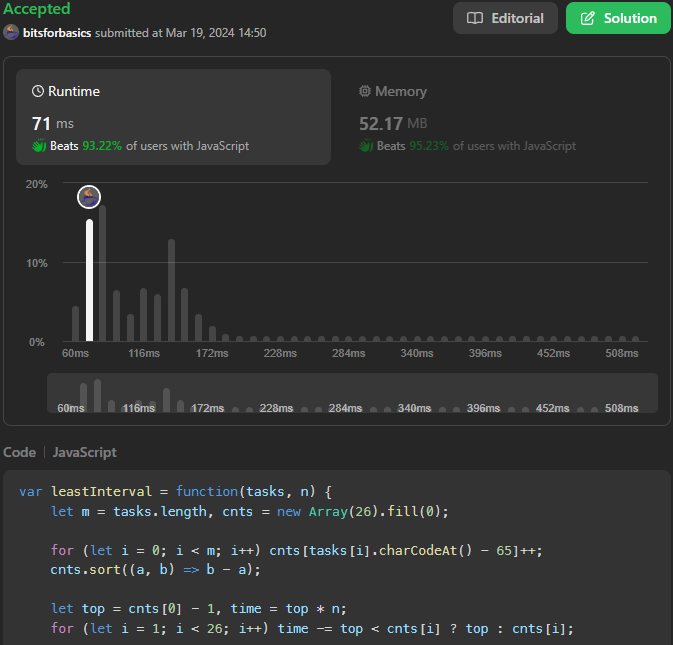 Accepted
Editorial
Solution
bitsforbasics submitted at Mar 19, 2024 14:50
Runtime
71 ms
Beats 93.22% of users with JavaScript
Memory
52.17 MB
Beats 95.23% of users with JavaScript
20%
10%
0%
60ms 116ms 172ms 228ms 284ms 340ms 396ms 452ms 508ms
60ms 116ms 172ms 228ms 284ms 340ms 396ms 452ms 508ms
Code | JavaScript
var leastInterval = function(tasks, n) {
    let m = tasks.length, cnts = new Array(26).fill(0);
    for (let i = 0; i < m; i++) cnts[tasks[i].charCodeAt() - 65]++;
    cnts.sort((a, b) => b - a);
    let top = cnts[0] - 1, time = top * n;
    for (let i = 1; i < 26; i++) time -= top < cnts[i] ? top : cnts[i];